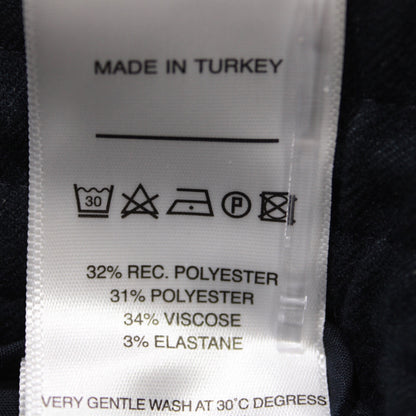 MADE IN TURKEY
30
P
32% REC. POLYESTER
31% POLYESTER
34% VISCOSE
3% ELASTANE
VERY GENTLE WASH AT 30°C DEGRESS